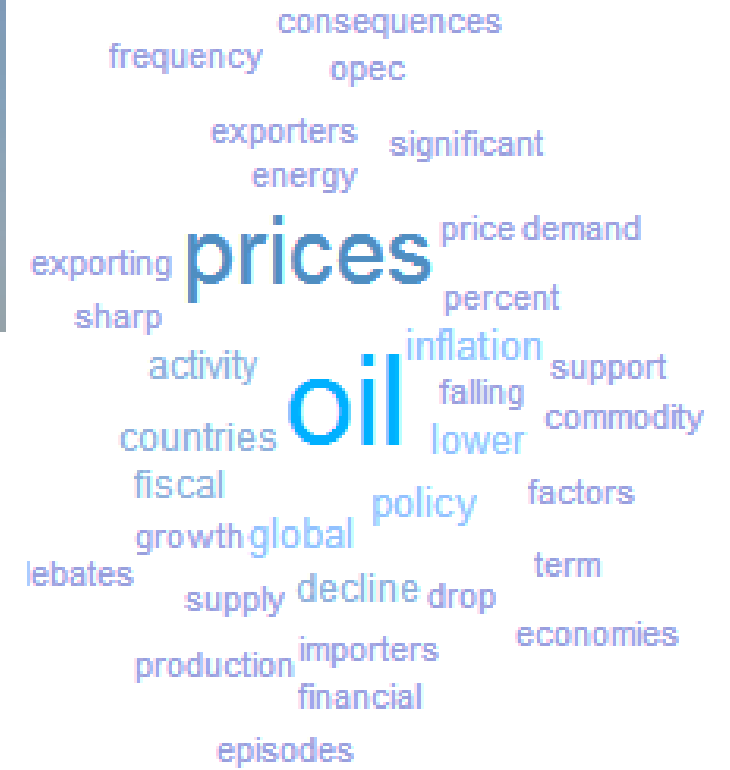 consequences
frequency
opec
exporters
significant
energy
prices
price demand
exporting
percent
sharp
inflation
activity
support
oil
falling
commodity
countries
lower
fiscal
policy
factors
growth
global
term
lebates
supply
decline
drop
economies
production
importers
financial
episodes